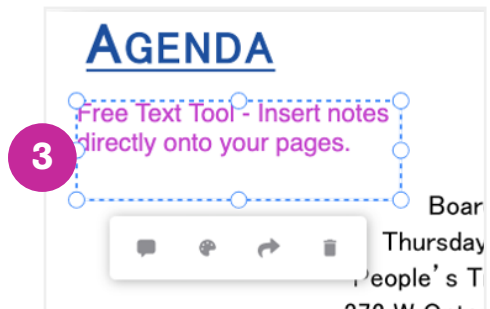 AGENDA
Free Text Tool - Insert notes
directly onto your pages.
3
Boar
Thursday
People's T